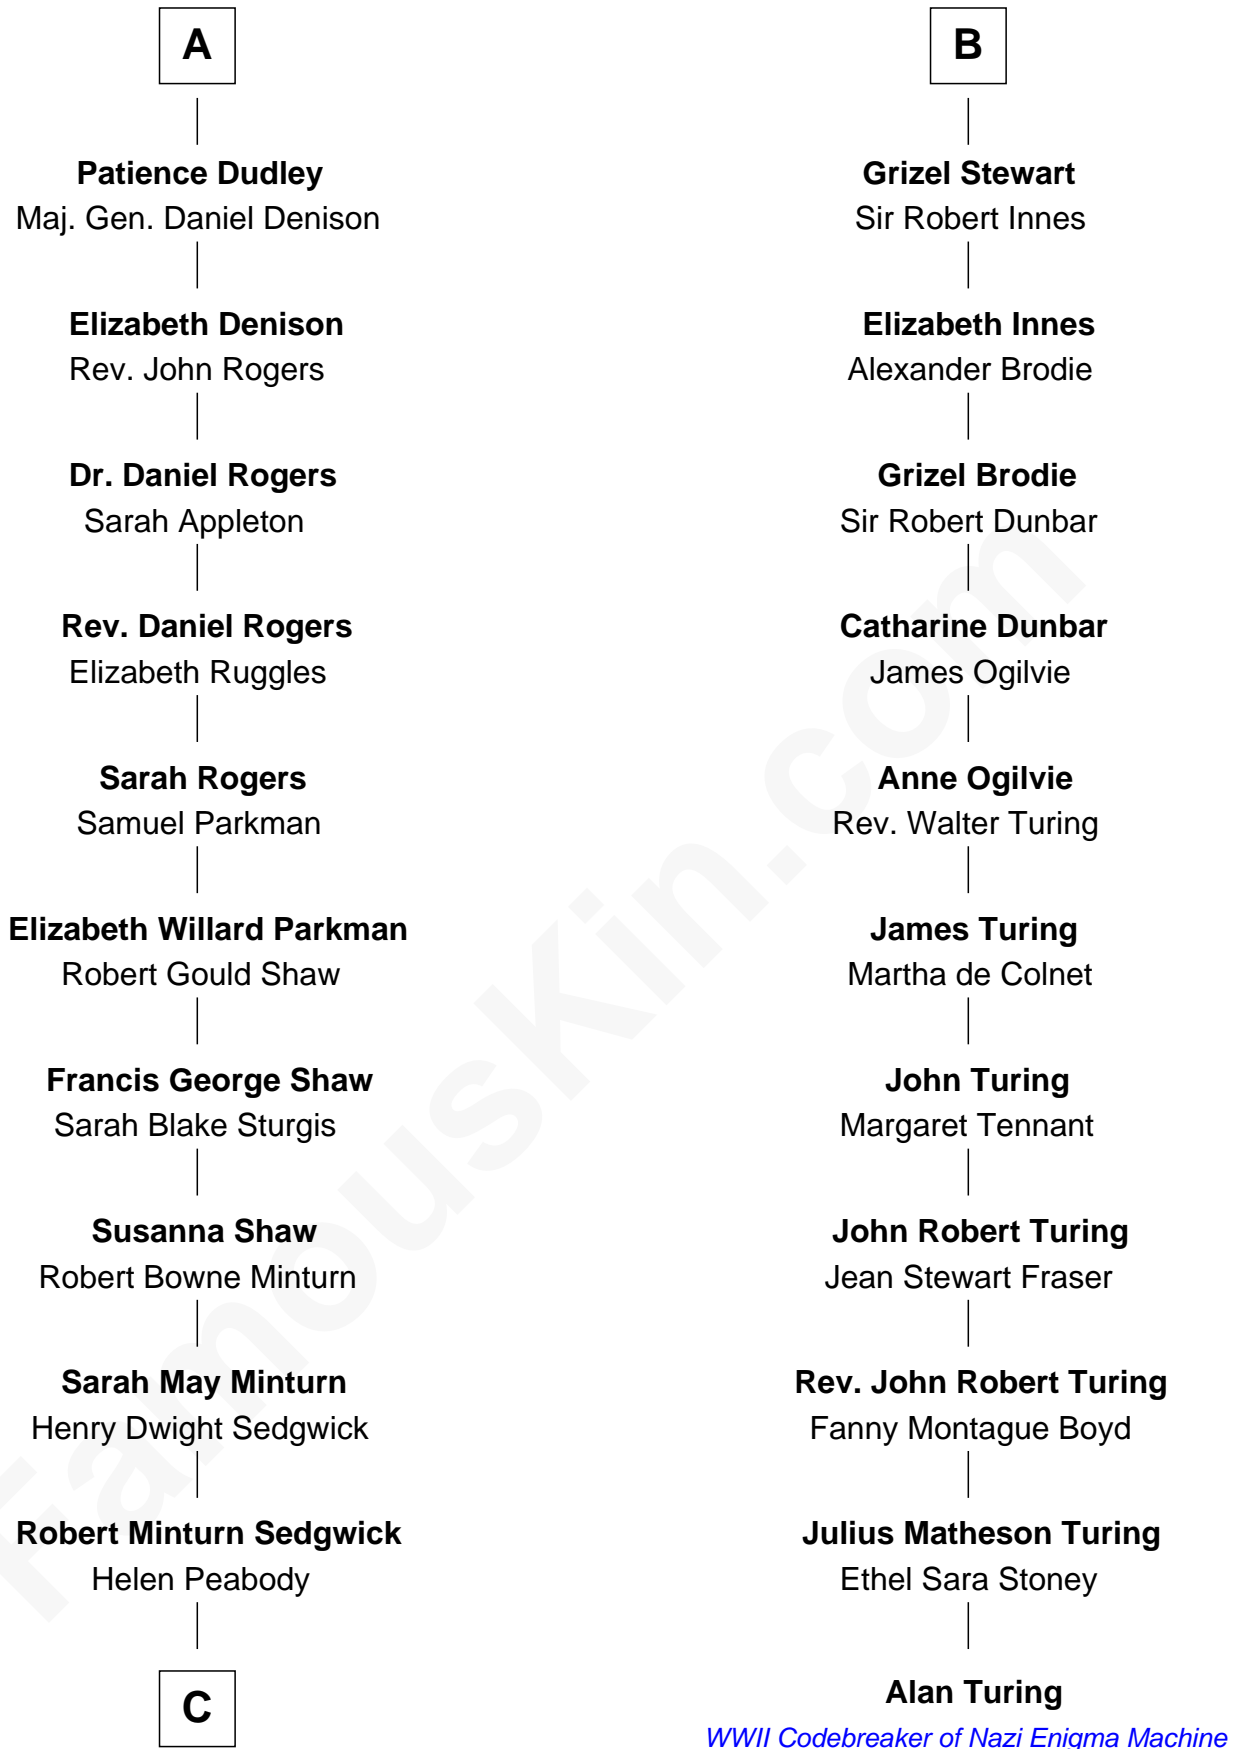 A
Patience Dudley
Maj. Gen. Daniel Denison
Elizabeth Denison
Rev. John Rogers
Dr. Daniel Rogers
Sarah Appleton
Rev. Daniel Rogers
Elizabeth Ruggles
Sarah Rogers
Samuel Parkman
Elizabeth Willard Parkman
Robert Gould Shaw
Francis George Shaw
Sarah Blake Sturgis
Susanna Shaw
Robert Bowne Minturn
Sarah May Minturn
Henry Dwight Sedgwick
Robert Minturn Sedgwick
Helen Peabody
C
B
Grizel Stewart
Sir Robert Innes
Elizabeth Innes
Alexander Brodie
Grizel Brodie
Sir Robert Dunbar
Catharine Dunbar
James Ogilvie
Anne Ogilvie
Rev. Walter Turing
James Turing
Martha de Colnet
John Turing
Margaret Tennant
John Robert Turing
Jean Stewart Fraser
Rev. John Robert Turing
Fanny Montague Boyd
Julius Matheson Turing
Ethel Sara Stoney
Alan Turing
WWII Codebreaker of Nazi Enigma Machine
FamousKin.com